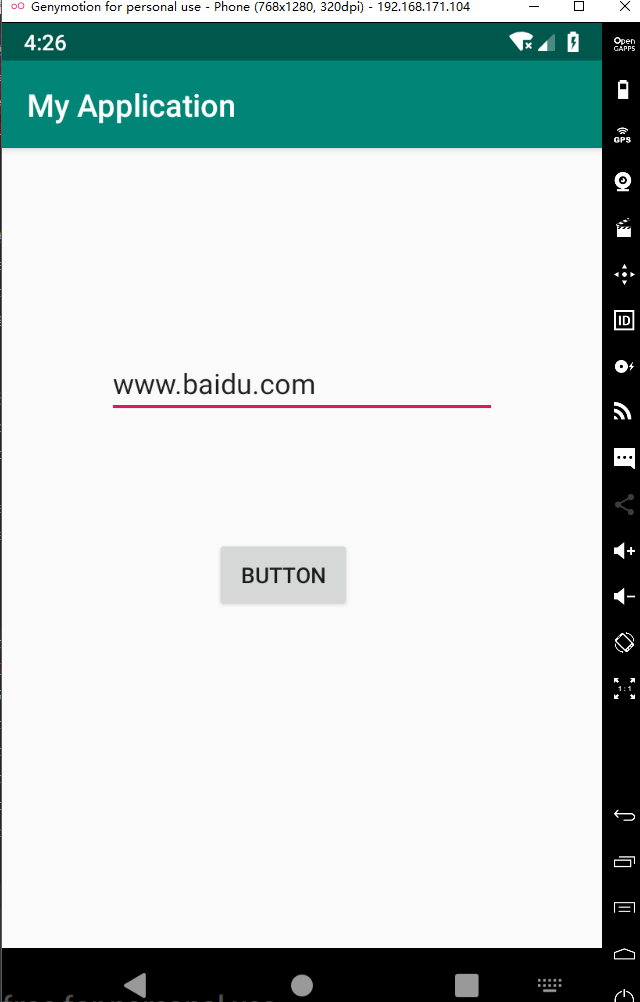 Genymotion for personal use - Phone (768x1280, 320dpi) - 192.168.171.104
4:26
Open
GAPPS
My Application
GPS
ID
www.baidu.com
BUTTON
1:1
free for personal use